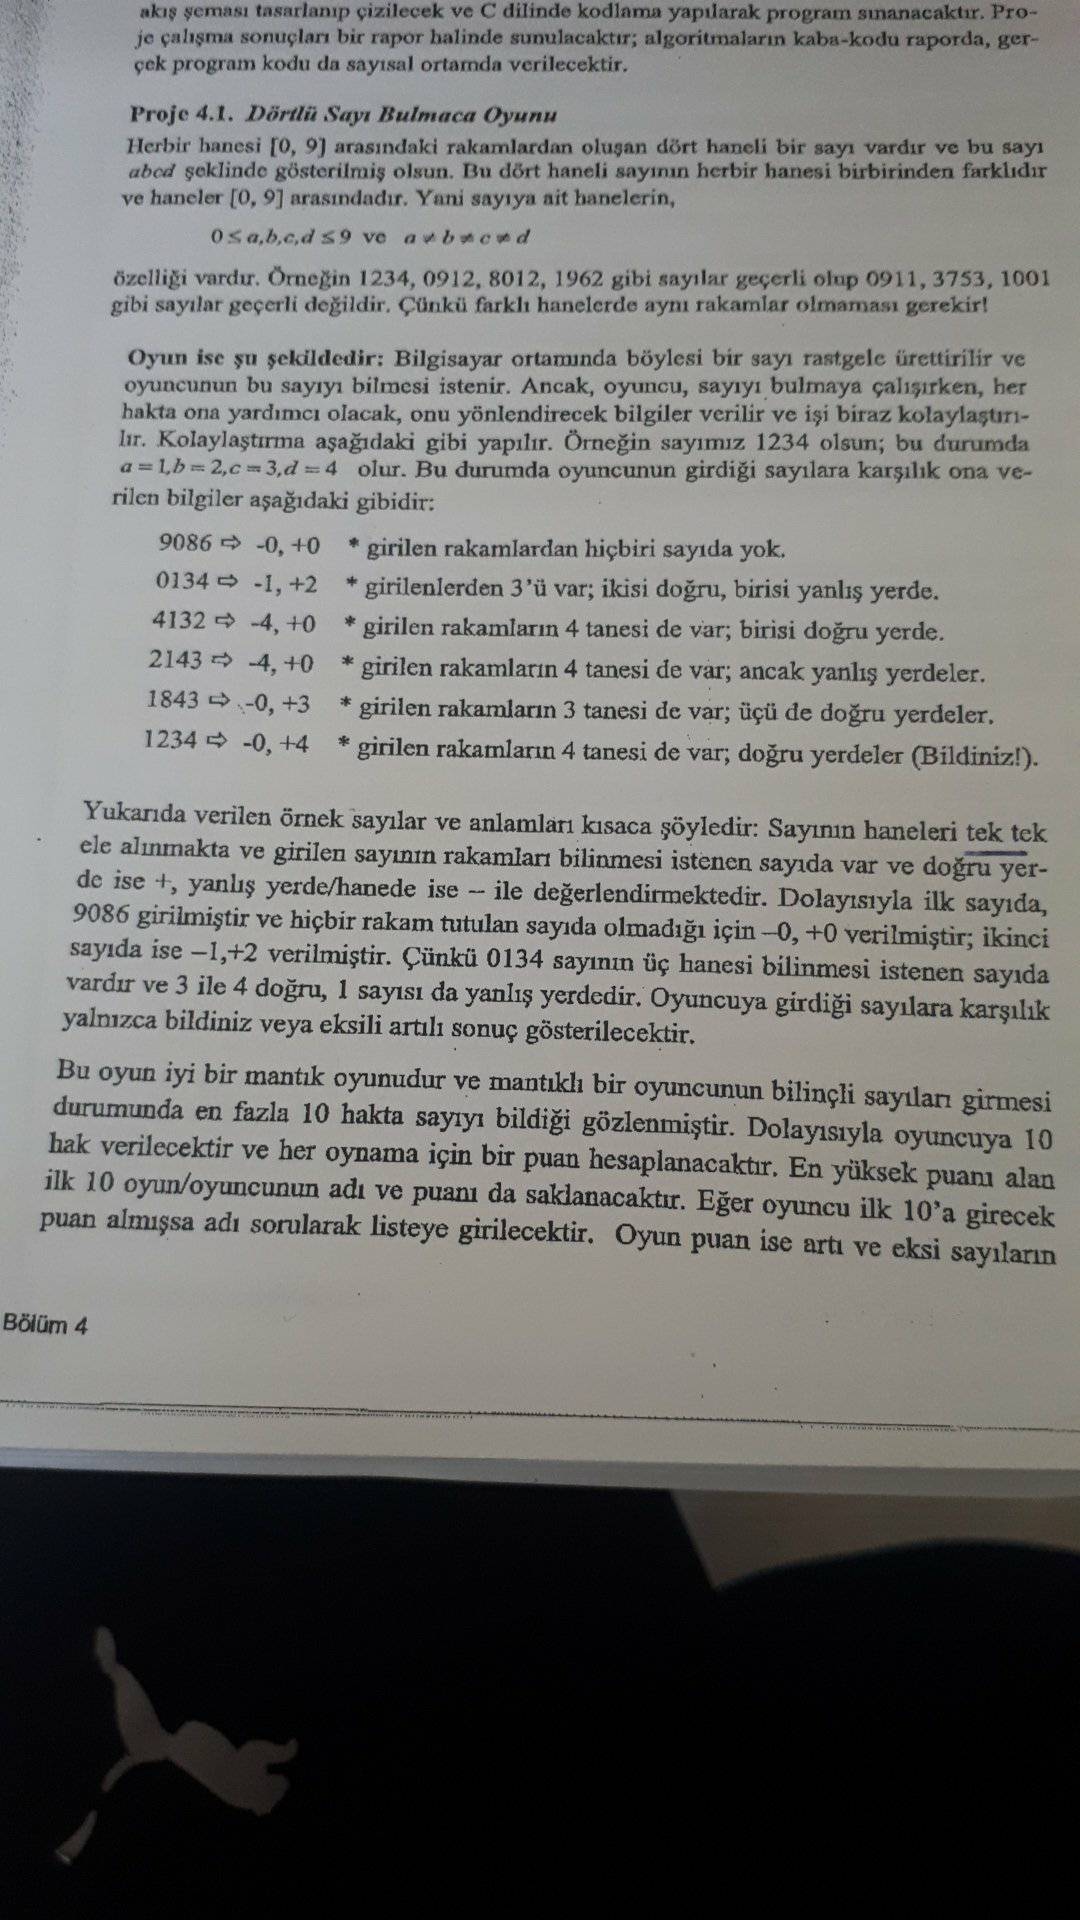 akış şeması tasarlanıp çizilecek ve C dilinde kodlama yapılarak program sınanacaktır. Pro-
je çalışma sonuçları bir rapor halinde sunulacaktır; algoritmaların kaba-kodu raporda, ger-
çek program kodu da sayısal ortamda verilecektir.
Proje 4.1. Dörtlü Sayı Bulmaca Oyunu
Herbir hanesi [0, 9] arasındaki rakamlardan oluşan dört haneli bir sayı vardır ve bu sayı
abcd şeklinde gösterilmiş olsun. Bu dört haneli sayının herbir hanesi birbirinden farklıdır
ve haneler [0, 9] arasındadır. Yani sayıya ait hanelerin,
0 ≤ a,b,c,d ≤ 9 ve a ≠ b ≠ c ≠ d
özelliği vardır. Örneğin 1234, 0912, 8012, 1962 gibi sayılar geçerli olup 0911, 3753, 1001
gibi sayılar geçerli değildir. Çünkü farklı hanelerde aynı rakamlar olmaması gerekir!
Oyun ise şu şekildedir: Bilgisayar ortamında böylesi bir sayı rastgele ürettirilir ve
oyuncunun bu sayıyı bilmesi istenir. Ancak, oyuncu, sayıyı bulmaya çalışırken, her
hakta ona yardımcı olacak, onu yönlendirecek bilgiler verilir ve işi biraz kolaylaştırı-
lır. Kolaylaştırma aşağıdaki gibi yapılır. Örneğin sayımız 1234 olsun; bu durumda
a = 1, b = 2, c = 3, d = 4 olur. Bu durumda oyuncunun girdiği sayılara karşılık ona ve-
rilen bilgiler aşağıdaki gibidir:
9086 ⇨ -0, +0 * girilen rakamlardan hiçbiri sayıda yok.
0134 ⇨ -1, +2 * girilenlerden 3'ü var; ikisi doğru, birisi yanlış yerde.
4132 ⇨ -4, +0 * girilen rakamların 4 tanesi de var; birisi doğru yerde.
2143 ⇨ -4, +0 * girilen rakamların 4 tanesi de var; ancak yanlış yerdeler.
1843 ⇨ -0, +3 * girilen rakamların 3 tanesi de var; üçü de doğru yerdeler.
1234 ⇨ -0, +4 * girilen rakamların 4 tanesi de var; doğru yerdeler (Bildiniz!).
Yukarıda verilen örnek sayılar ve anlamları kısaca şöyledir: Sayının haneleri tek tek
ele alınmakta ve girilen sayının rakamları bilinmesi istenen sayıda var ve doğru yer-
de ise +, yanlış yerde/hanede ise – ile değerlendirmektedir. Dolayısıyla ilk sayıda,
9086 girilmiştir ve hiçbir rakam tutulan sayıda olmadığı için –0, +0 verilmiştir; ikinci
sayıda ise –1,+2 verilmiştir. Çünkü 0134 sayının üç hanesi bilinmesi istenen sayıda
vardır ve 3 ile 4 doğru, 1 sayısı da yanlış yerdedir. Oyuncuya girdiği sayılara karşılık
yalnızca bildiniz veya eksili artılı sonuç gösterilecektir.
Bu oyun iyi bir mantık oyunudur ve mantıklı bir oyuncunun bilinçli sayıları girmesi
durumunda en fazla 10 hakta sayıyı bildiği gözlenmiştir. Dolayısıyla oyuncuya 10
hak verilecektir ve her oynama için bir puan hesaplanacaktır. En yüksek puanı alan
ilk 10 oyun/oyuncunun adı ve puanı da saklanacaktır. Eğer oyuncu ilk 10'a girecek
puan almışsa adı sorularak listeye girilecektir. Oyun puan ise artı ve eksi sayıların
Bölüm 4